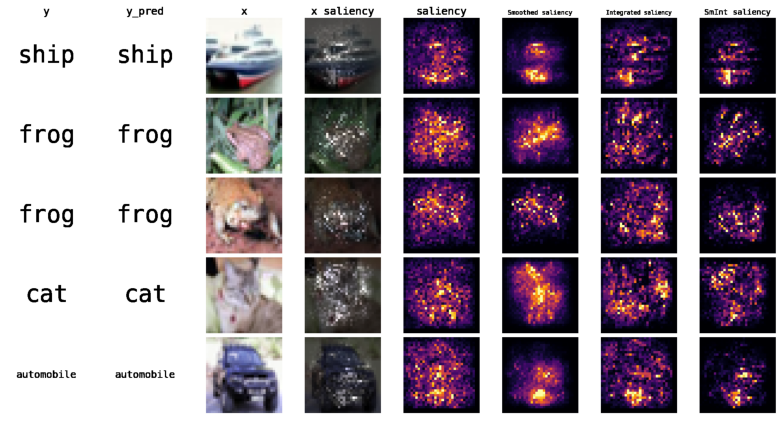 y y_pred x x saliency saliency Smoothed saliency Integrated saliency SmInt saliency
ship ship
frog frog
frog frog
cat cat
automobile automobile